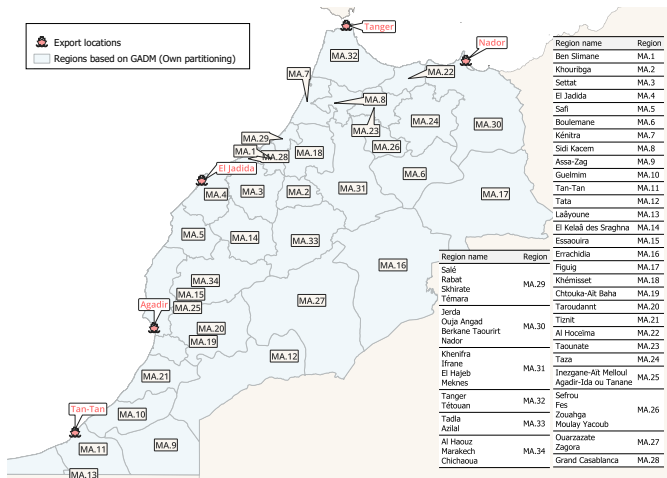 Export locations
Regions based on GADM (Own partitioning)
Tanger
Nador
El Jadida
Agadir
Tan-Tan
MA.32
MA.7
MA.22
MA.8
MA.24
MA.30
MA.23
MA.26
MA.29
MA.1
MA.28
MA.18
MA.6
MA.4
MA.3
MA.2
MA.31
MA.17
MA.5
MA.14
MA.33
MA.16
MA.34
MA.15
MA.25
MA.27
MA.20
MA.19
MA.12
MA.21
MA.10
MA.9
MA.11
MA.13
Region name Region
Salé
Rabat
Skhirate
Témara
MA.29
Jerda
Ouja Angad
Berkane Taourirt
Nador
MA.30
Khenifra
Ifrane
El Hajeb
Meknes
MA.31
Tanger
Tétouan
MA.32
Tadla
Azilal
MA.33
Al Haouz
Marakech
Chichaoua
MA.34
Region name Region
Ben Slimane MA.1
Khouribga MA.2
Settat MA.3
El Jadida MA.4
Safi MA.5
Boulemane MA.6
Kénitra MA.7
Sidi Kacem MA.8
Assa-Zag MA.9
Guelmim MA.10
Tan-Tan MA.11
Tata MA.12
Laâyoune MA.13
El Kelaâ des Sraghna MA.14
Essaouira MA.15
Errachidia MA.16
Figuig MA.17
Khémisset MA.18
Chtouka-Aït Baha MA.19
Taroudannt MA.20
Tiznit MA.21
Al Hoceïma MA.22
Taounate MA.23
Taza MA.24
Inezgane-Aït Melloul
Agadir-Ida ou Tanane
MA.25
Sefrou
Fes
Zouahga
Moulay Yacoub
MA.26
Ouarzazate
Zagora
MA.27
Grand Casablanca MA.28